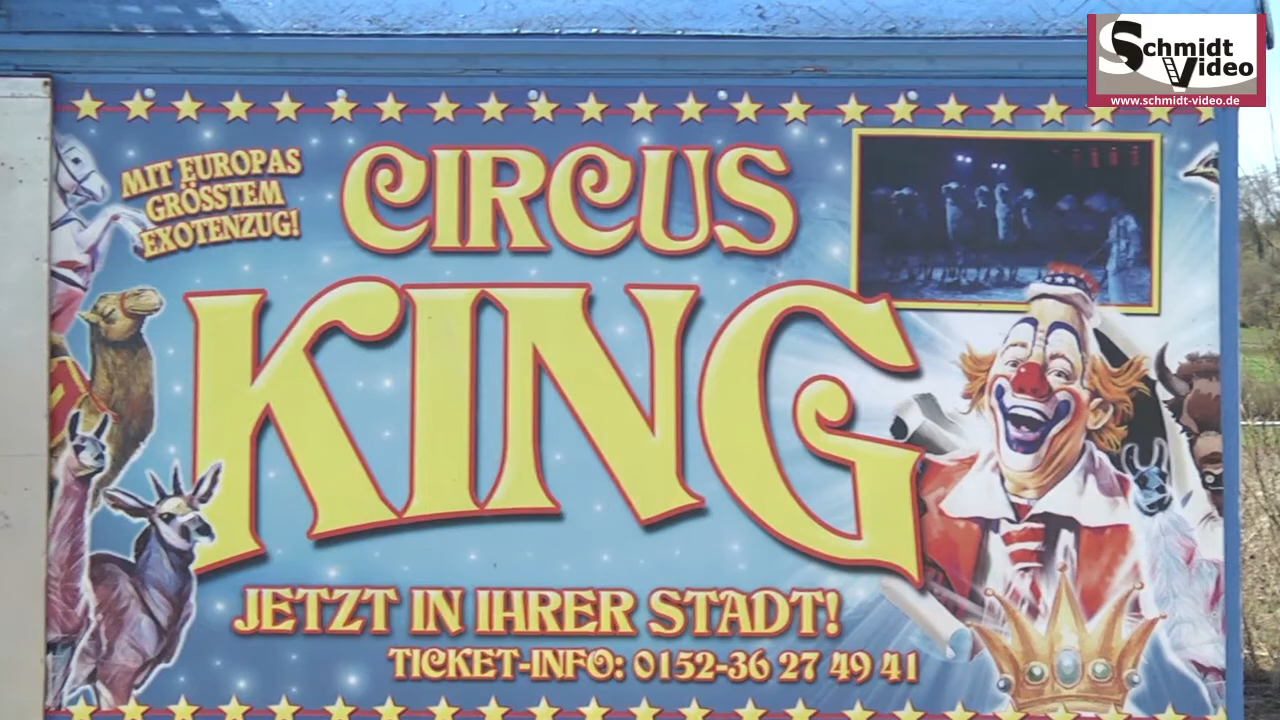 Schmidt
Video
www.schmidt-video.de
MIT EUROPAS
GRÖSSTEM
EXOTENZUG!
CIRCUS
KING
JETZT IN IHRER STADT!
TICKET-INFO: 0152-36 27 49 41